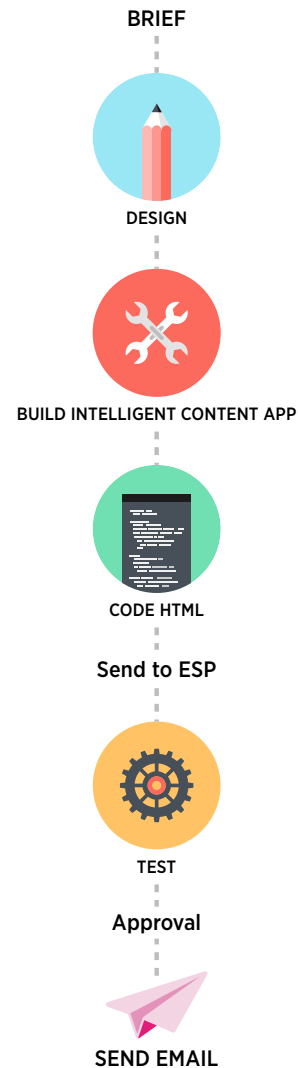 BRIEF
DESIGN
BUILD INTELLIGENT CONTENT APP
CODE HTML
Send to ESP
TEST
Approval
SEND EMAIL